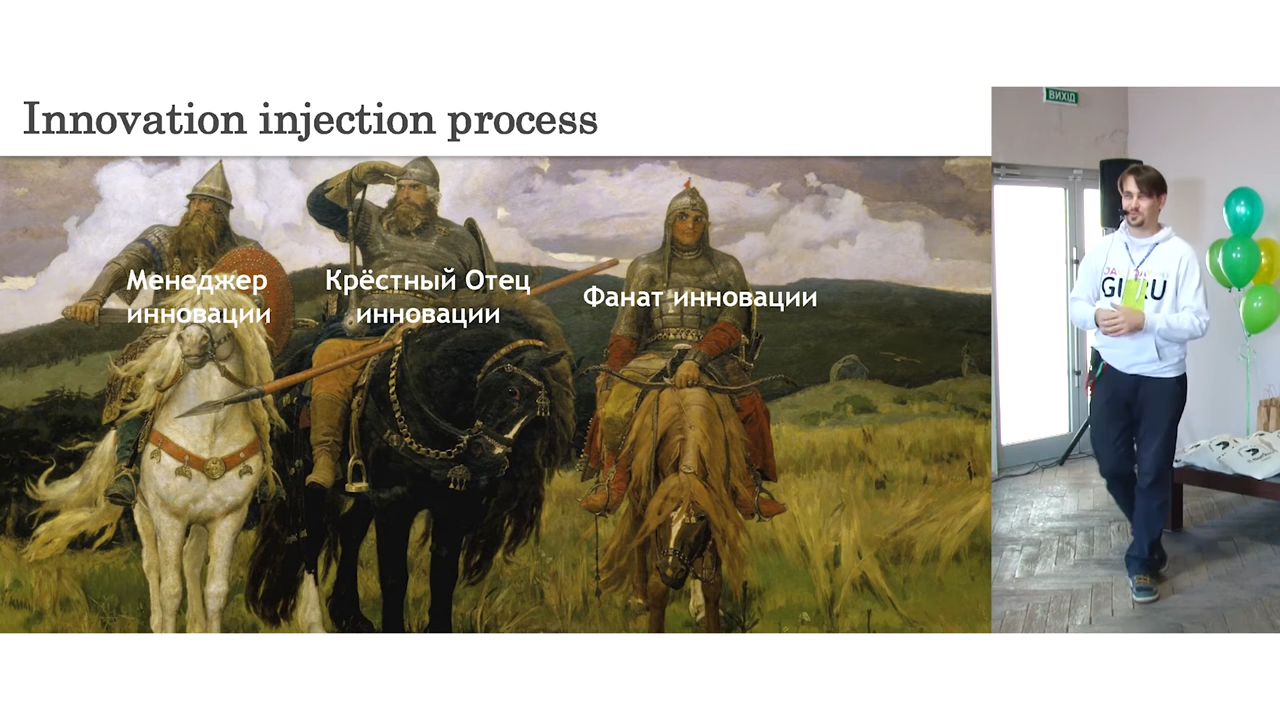 Innovation injection process
ВИХІД
Менеджер
инновации
Крёстный Отец
инновации
Фанат инновации